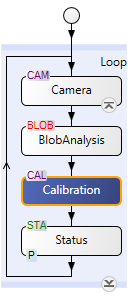 Loop
CAM
Camera
BLOB
BlobAnalysis
CAL
Calibration
STA
Status
P